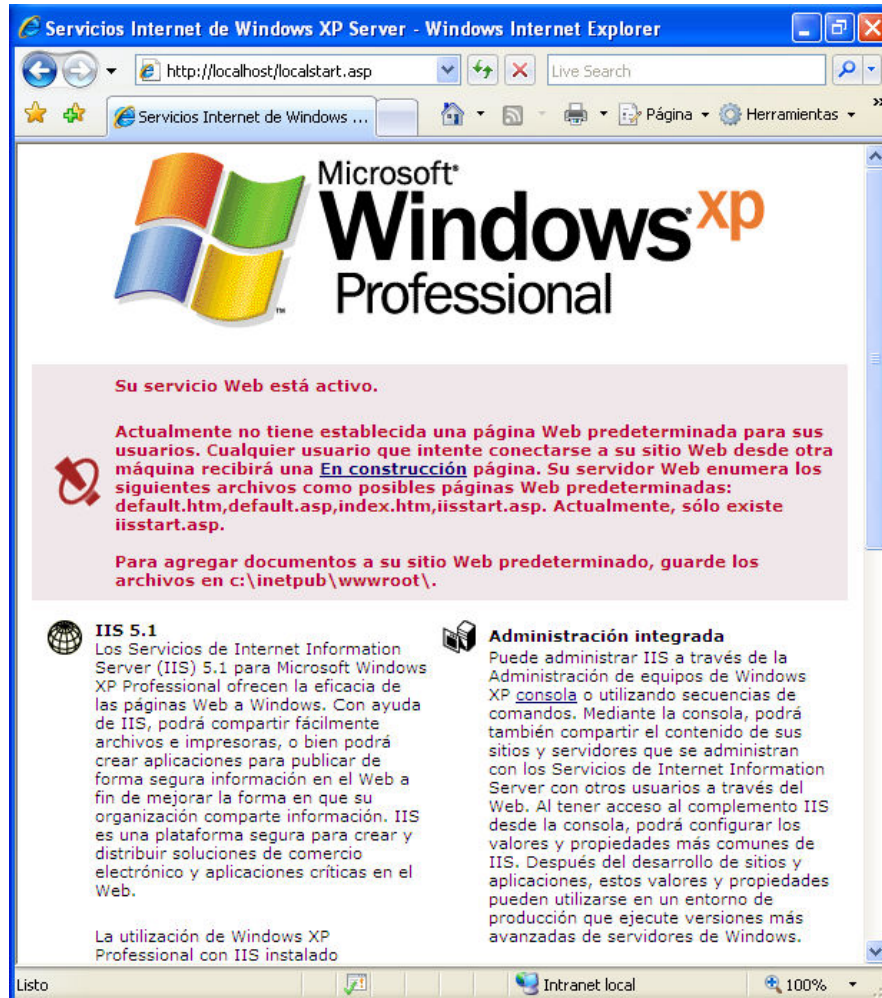 Servicios Internet de Windows XP Server - Windows Internet Explorer
http://localhost/localstart.asp
Live Search
Servicios Internet de Windows ...
Página
Herramientas
»
Microsoft®
Windows xp
Professional
™
Su servicio Web está activo.
Actualmente no tiene establecida una página Web predeterminada para sus
usuarios. Cualquier usuario que intente conectarse a su sitio Web desde otra
máquina recibirá una En construcción página. Su servidor Web enumera los
siguientes archivos como posibles páginas Web predeterminadas:
default.htm,default.asp,index.htm,iisstart.asp. Actualmente, sólo existe
iisstart.asp.
Para agregar documentos a su sitio Web predeterminado, guarde los
archivos en c:\inetpub\wwwroot\.
IIS 5.1
Los Servicios de Internet Information
Server (IIS) 5.1 para Microsoft Windows
XP Professional ofrecen la eficacia de
las páginas Web a Windows. Con ayuda
de IIS, podrá compartir fácilmente
archivos e impresoras, o bien podrá
crear aplicaciones para publicar de
forma segura información en el Web a
fin de mejorar la forma en que su
organización comparte información. IIS
es una plataforma segura para crear y
distribuir soluciones de comercio
electrónico y aplicaciones críticas en el
Web.
La utilización de Windows XP
Professional con IIS instalado
Administración integrada
Puede administrar IIS a través de la
Administración de equipos de Windows
XP consola o utilizando secuencias de
comandos. Mediante la consola, podrá
también compartir el contenido de sus
sitios y servidores que se administran
con los Servicios de Internet Information
Server con otros usuarios a través del
Web. Al tener acceso al complemento IIS
desde la consola, podrá configurar los
valores y propiedades más comunes de
IIS. Después del desarrollo de sitios y
aplicaciones, estos valores y propiedades
pueden utilizarse en un entorno de
producción que ejecute versiones más
avanzadas de servidores de Windows.
Listo
Intranet local
100%